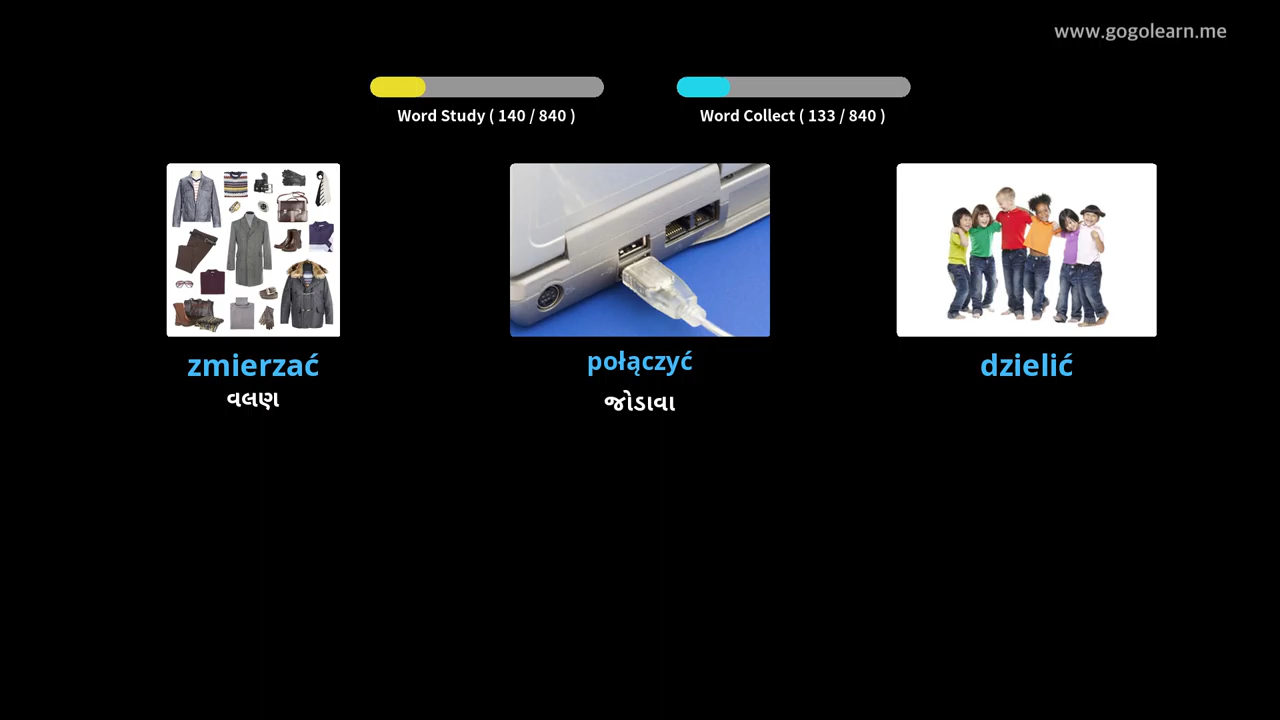 www.gogolearn.me
Word Study ( 140 / 840 )
Word Collect ( 133 / 840 )
zmierzać
વલણ
połączyć
જોડાવા
dzielić